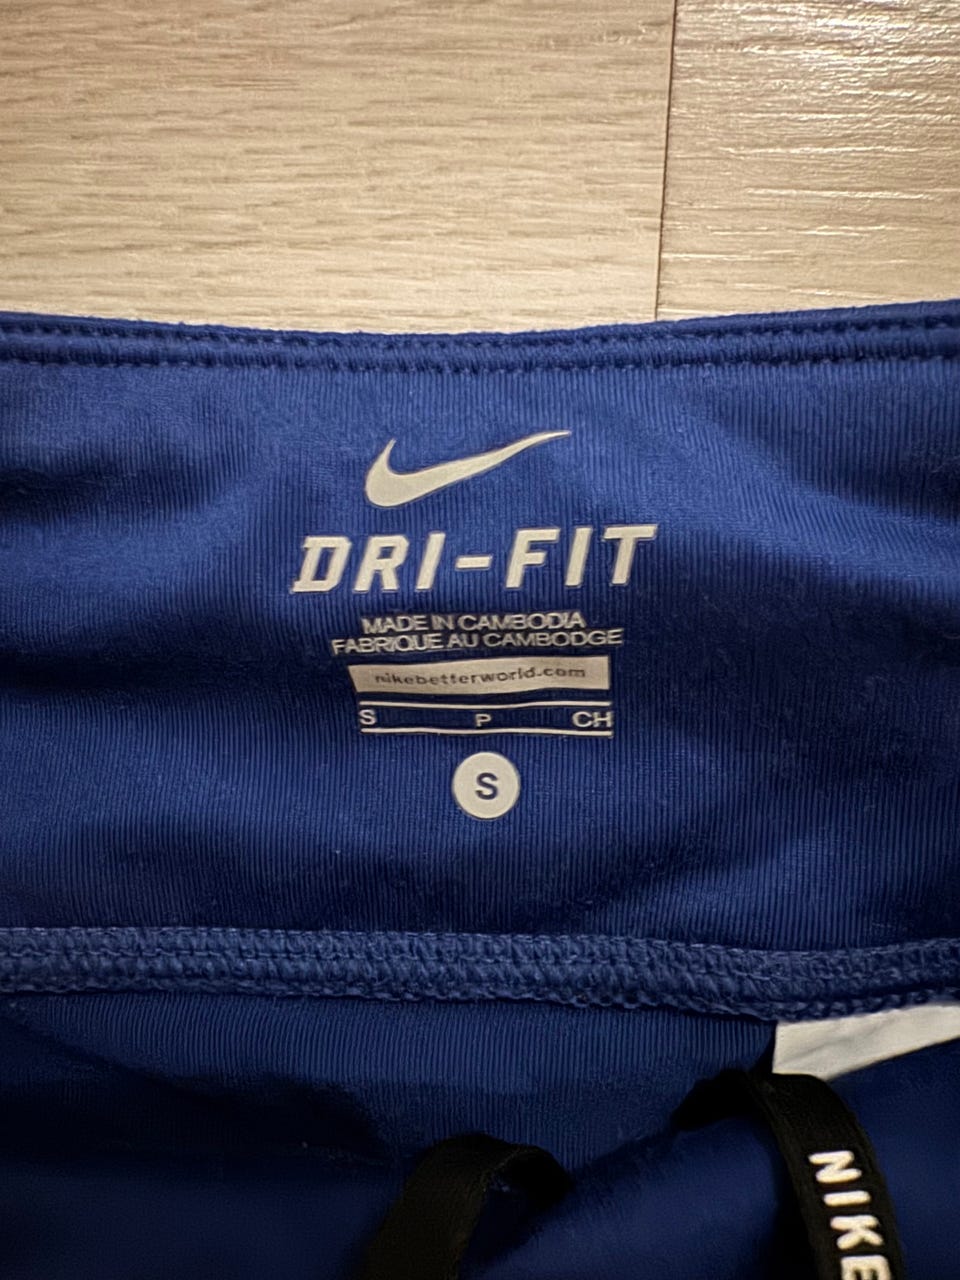 DRI-FIT
MADE IN CAMBODIA
FABRIQUE AU CAMBODGE
nikebetterworld.com
S P CH
S
NIKE